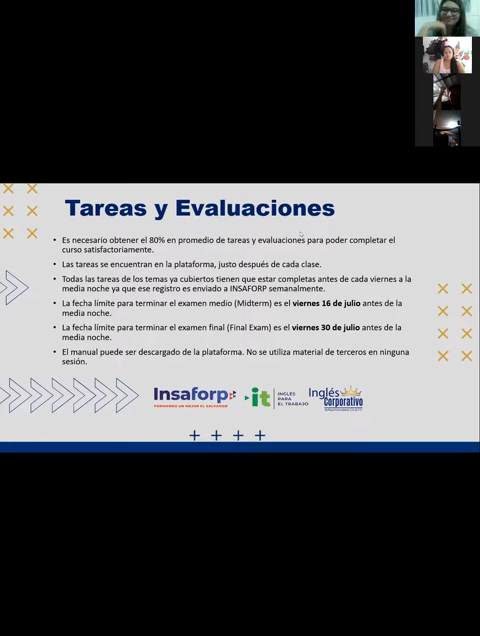 Tareas y Evaluaciones
• Es necesario obtener el 80% en promedio de tareas y evaluaciones para poder completar el
curso satisfactoriamente.
• Las tareas se encuentran en la plataforma, justo después de cada clase.
• Todas las tareas de los temas ya cubiertos tienen que estar completas antes de cada viernes a la
media noche ya que ese registro es enviado a INSAFORP semanalmente.
• La fecha límite para terminar el examen medio (Midterm) es el viernes 16 de julio antes de la
media noche.
• La fecha límite para terminar el examen final (Final Exam) es el viernes 30 de julio antes de la
media noche.
• El manual puede ser descargado de la plataforma. No se utiliza material de terceros en ninguna
sesión.
Insaforp
FORMANDO UN MEJOR EL SALVADOR
it
INGLÉS
PARA
EL TRABAJO
Inglés
Corporativo